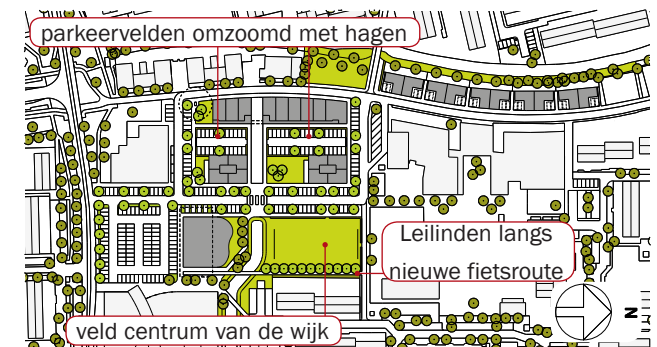 parkeervelden omzoomd met hagen
Leilinden langs
nieuwe fietsroute
veld centrum van de wijk
N